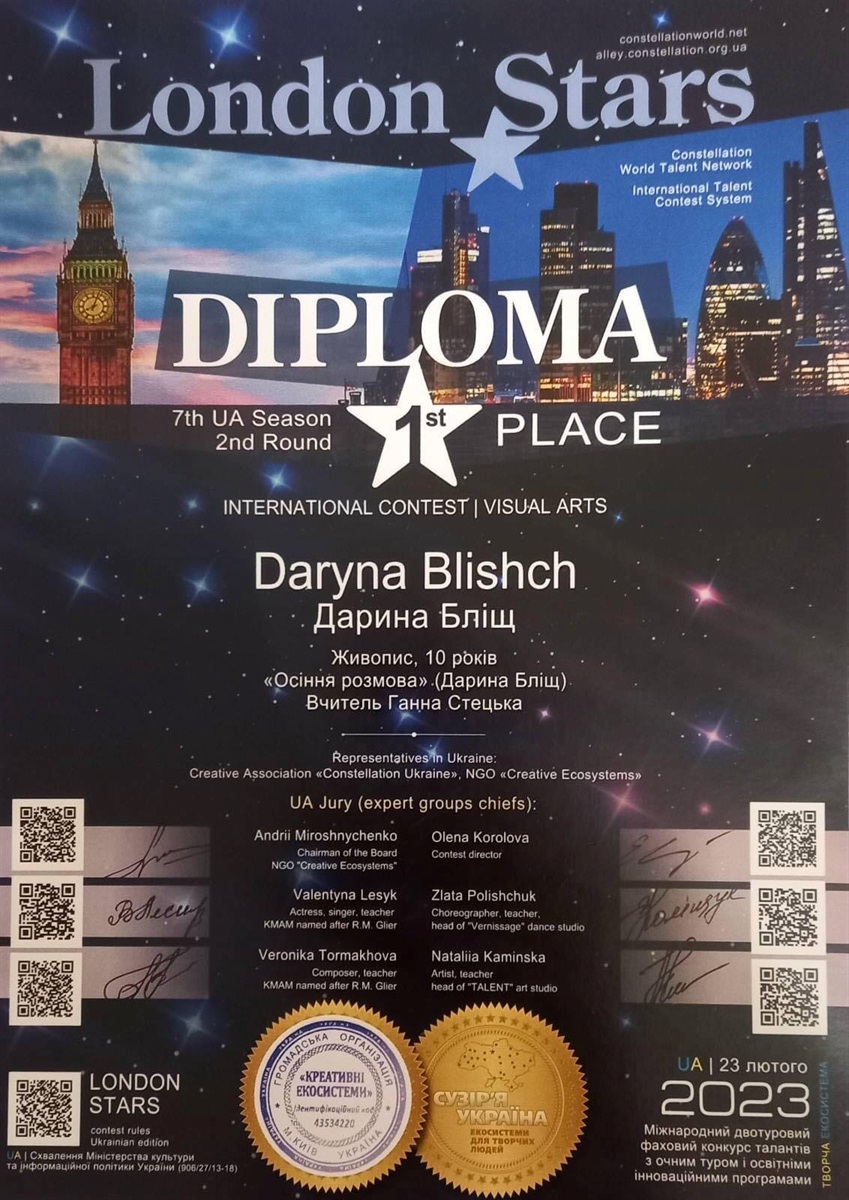 constellationworld.net
alley.constellation.org.ua
London Stars
Constellation
World Talent Network
International Talent
Contest System
DIPLOMA
7th UA Season
2nd Round
1st
PLACE
INTERNATIONAL CONTEST | VISUAL ARTS
Daryna Blishch
Дарина Бліщ
Живопис, 10 років
«Осіння розмова» (Дарина Бліщ)
Вчитель Ганна Стецька
Representatives in Ukraine:
Creative Association «Constellation Ukraine», NGO «Creative Ecosystems»
UA Jury (expert groups chiefs):
Andrii Miroshnychenko
Chairman of the Board
NGO "Creative Ecosystems"
Olena Korolova
Contest director
Valentyna Lesyk
Actress, singer, teacher
KMAM named after R.M. Glier
Zlata Polishchuk
Choreographer, teacher,
head of "Vernissage" dance studio
Veronika Tormakhova
Composer, teacher
KMAM named after R.M. Glier
Nataliia Kaminska
Artist, teacher
head of "TALENT" art studio
LONDON
STARS
contest rules
Ukrainian edition
UA | Схвалення Міністерства культури
та інформаційної політики України (906/27/13-18)
ГРОМАДСЬКА ОРГАНІЗАЦІЯ
«КРЕАТИВНІ
ЕКОСИСТЕМИ»
Ідентифікаційний код
43534220
М. КИЇВ УКРАЇНА
СУЗІР'Я
УКРАЇНА
ЕКОСИСТЕМИ
ДЛЯ ТВОРЧИХ
ЛЮДЕЙ
UA | 23 лютого
2023
Міжнародний двотуровий
фаховий конкурс талантів
з очним туром і освітніми
інноваційними програмами
ТВОРЧА ЕКОСИСТЕМА